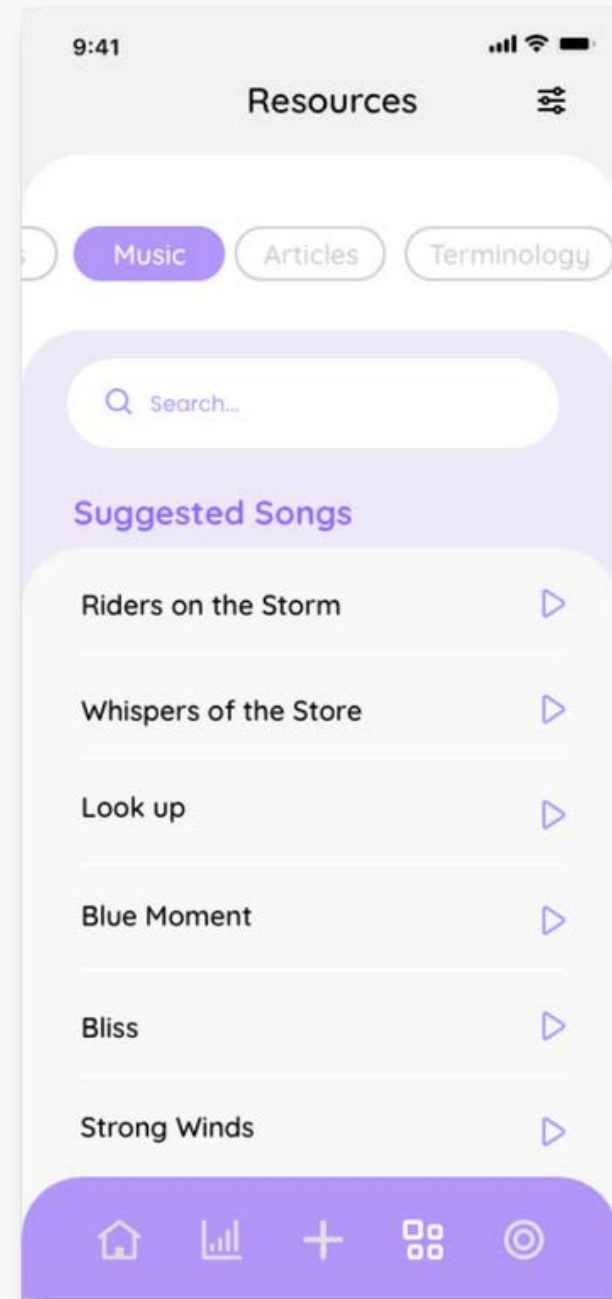 9:41
Resources
Music Articles Terminology
Search...
Suggested Songs
Riders on the Storm
Whispers of the Store
Look up
Blue Moment
Bliss
Strong Winds